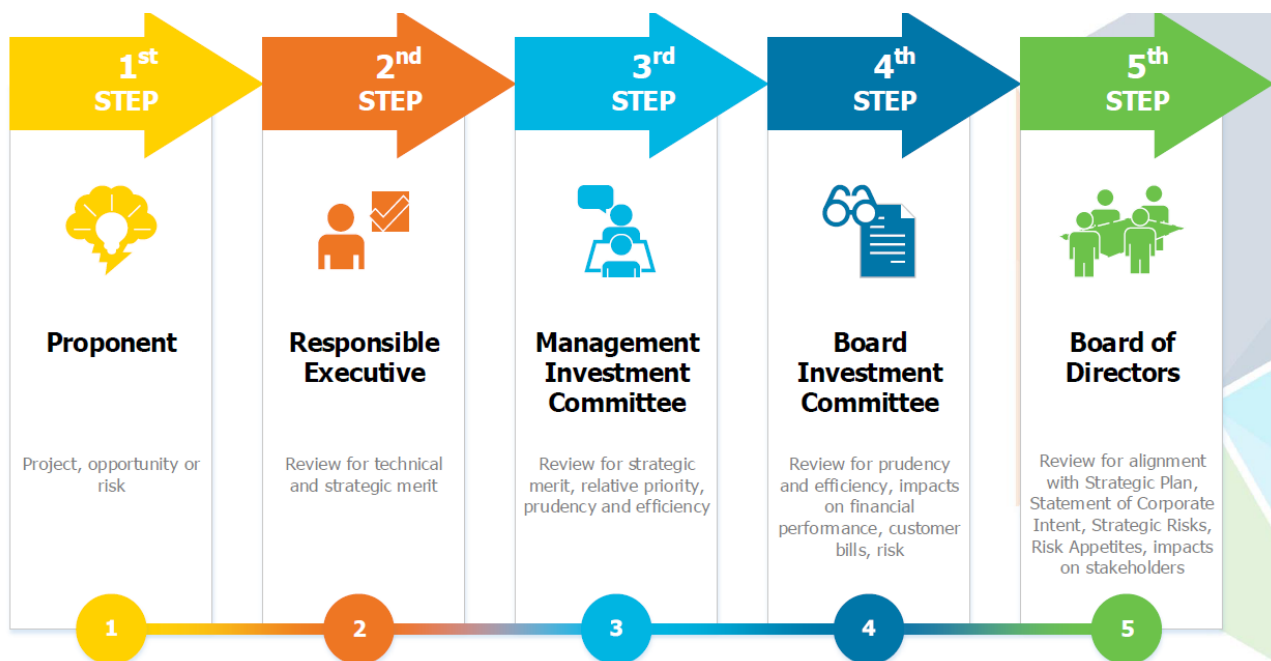 1st
STEP
2nd
STEP
3rd
STEP
4th
STEP
5th
STEP
Proponent
Project, opportunity or
risk
Responsible
Executive
Review for technical
and strategic merit
Management
Investment
Committee
Review for strategic
merit, relative priority,
prudency and efficiency
Board
Investment
Committee
Review for prudency
and efficiency, impacts
on financial
performance, customer
bills, risk
Board of
Directors
Review for alignment
with Strategic Plan,
Statement of Corporate
Intent, Strategic Risks,
Risk Appetites, impacts
on stakeholders
1
2
3
4
5